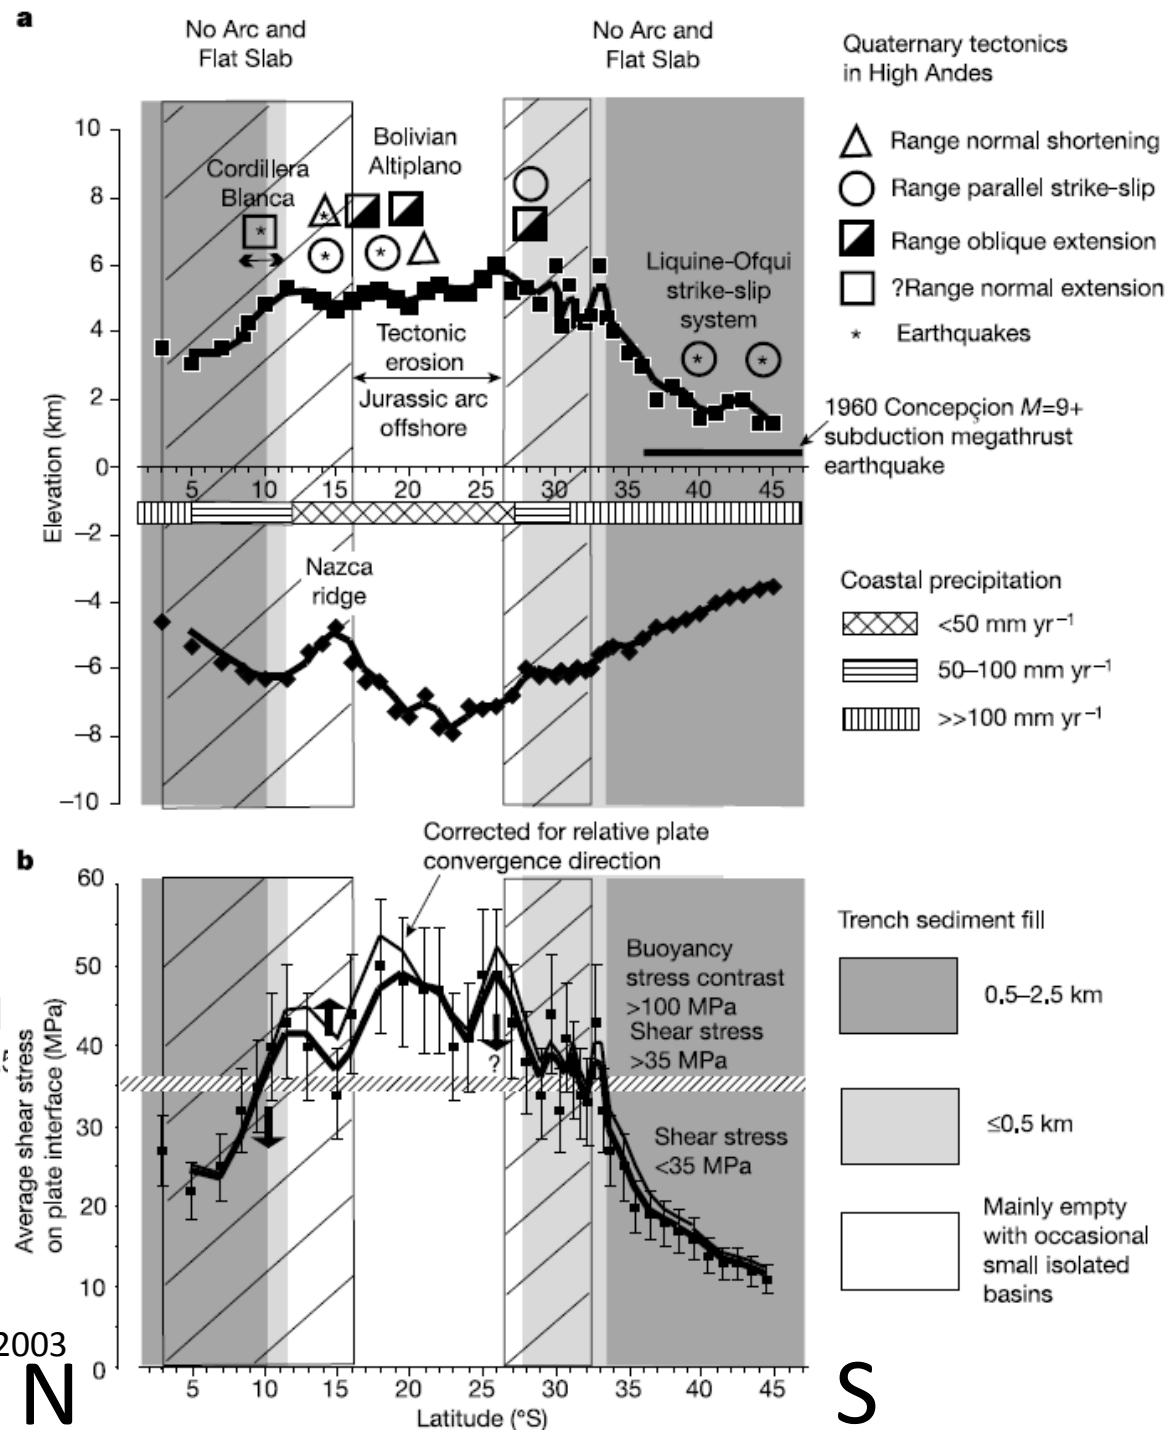 a
No Arc and
Flat Slab
No Arc and
Flat Slab
Quaternary tectonics
in High Andes
Range normal shortening
Range parallel strike-slip
Range oblique extension
?Range normal extension
* Earthquakes
Elevation (km)
10
8
6
4
2
0
–2
–4
–6
–8
–10
Cordillera
Blanca
Bolivian
Altiplano
Tectonic
erosion
Jurassic arc
offshore
Liquine-Ofqui
strike-slip
system
1960 Concepçion M=9+
subduction megathrust
earthquake
5 10 15 20 25 30 35 40 45
Nazca
ridge
Coastal precipitation
<50 mm yr⁻¹
50–100 mm yr⁻¹
>>100 mm yr⁻¹
b
Corrected for relative plate
convergence direction
Average shear stress
on plate interface (MPa)
60
50
40
30
20
10
0
?
Buoyancy
stress contrast
>100 MPa
Shear stress
>35 MPa
Shear stress
<35 MPa
Trench sediment fill
0.5–2.5 km
≤0.5 km
Mainly empty
with occasional
small isolated
basins
2003
N
5 10 15 20 25 30 35 40 45
Latitude (°S)
S